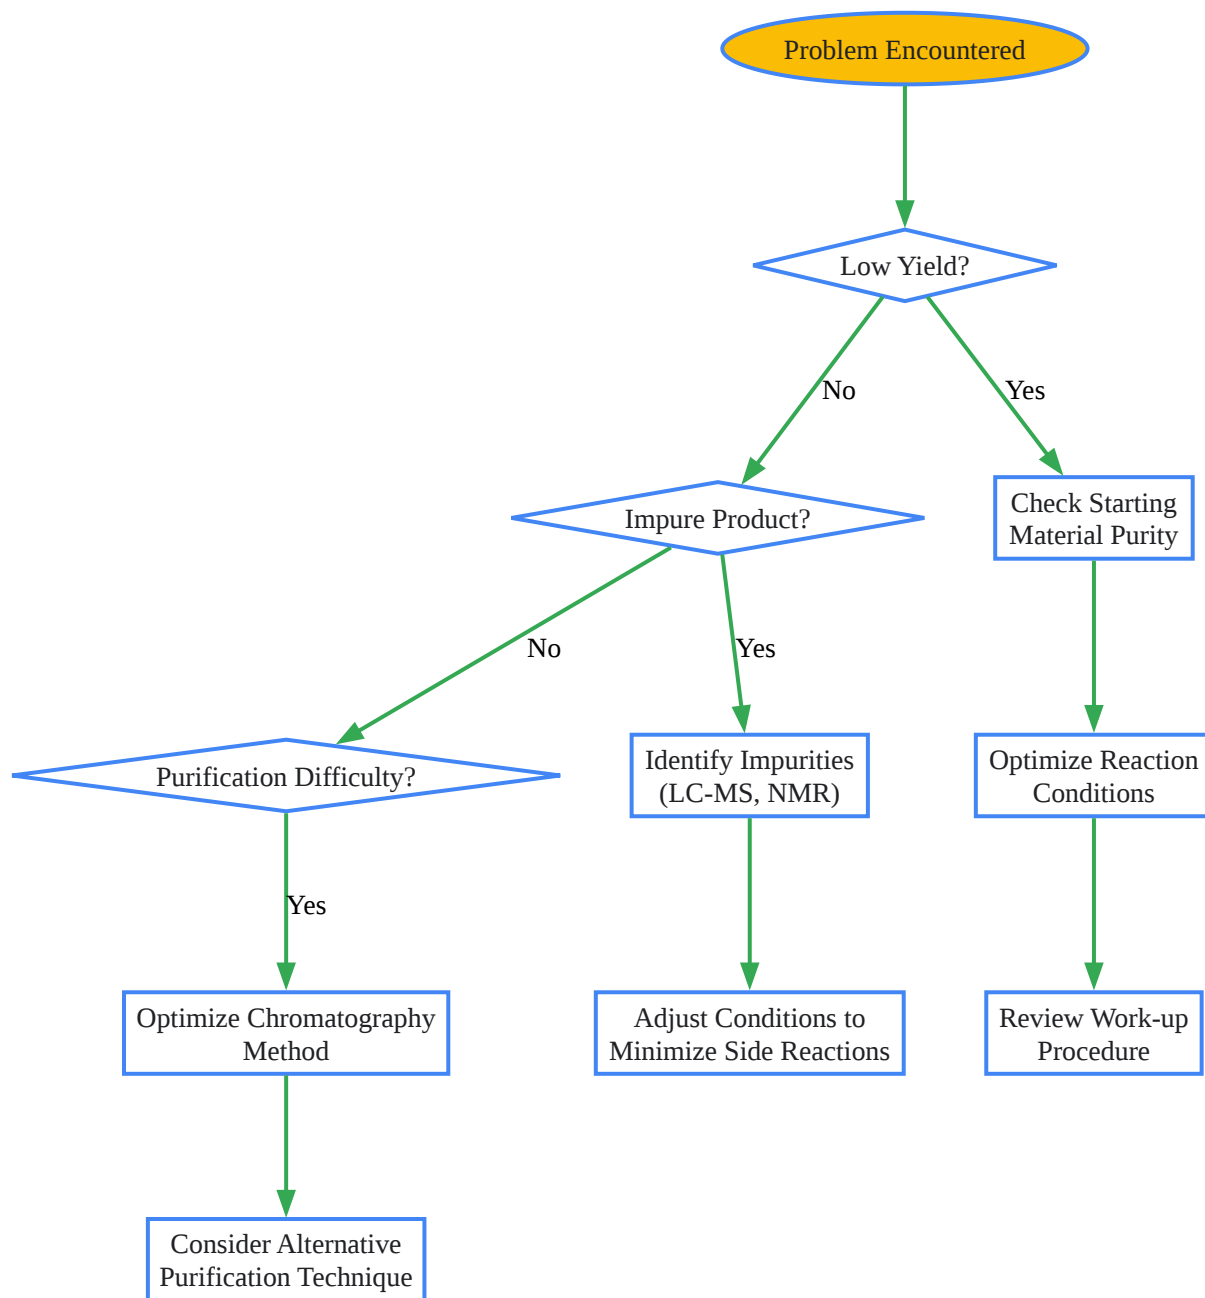 Problem Encountered
Low Yield?
No
Yes
Impure Product?
Check Starting
Material Purity
No
Yes
Purification Difficulty?
Identify Impurities
(LC-MS, NMR)
Optimize Reaction
Conditions
Yes
Optimize Chromatography
Method
Adjust Conditions to
Minimize Side Reactions
Review Work-up
Procedure
Consider Alternative
Purification Technique